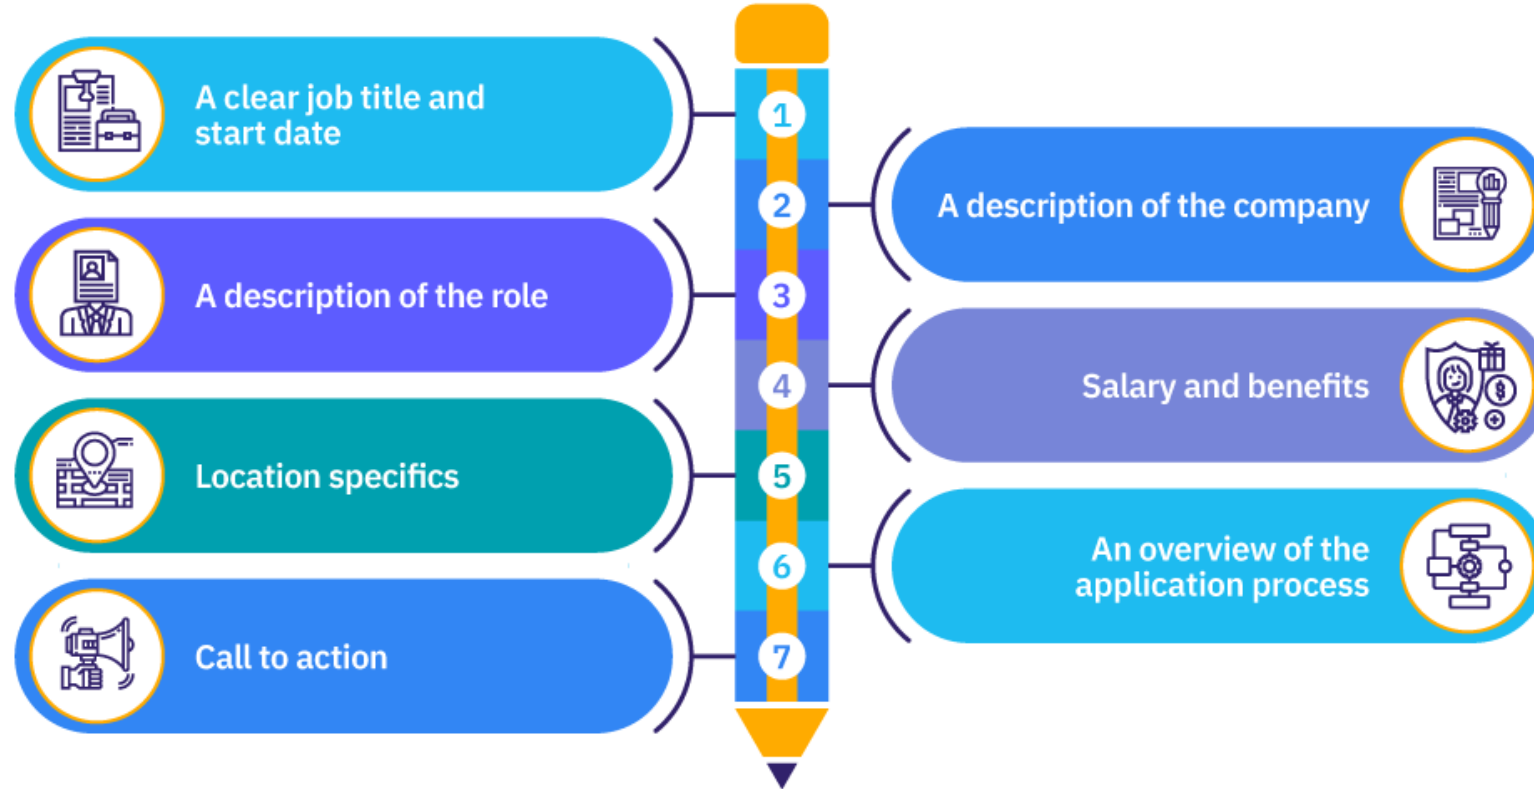 1
A clear job title and
start date
2
A description of the company
3
A description of the role
4
Salary and benefits
5
Location specifics
6
An overview of the
application process
7
Call to action